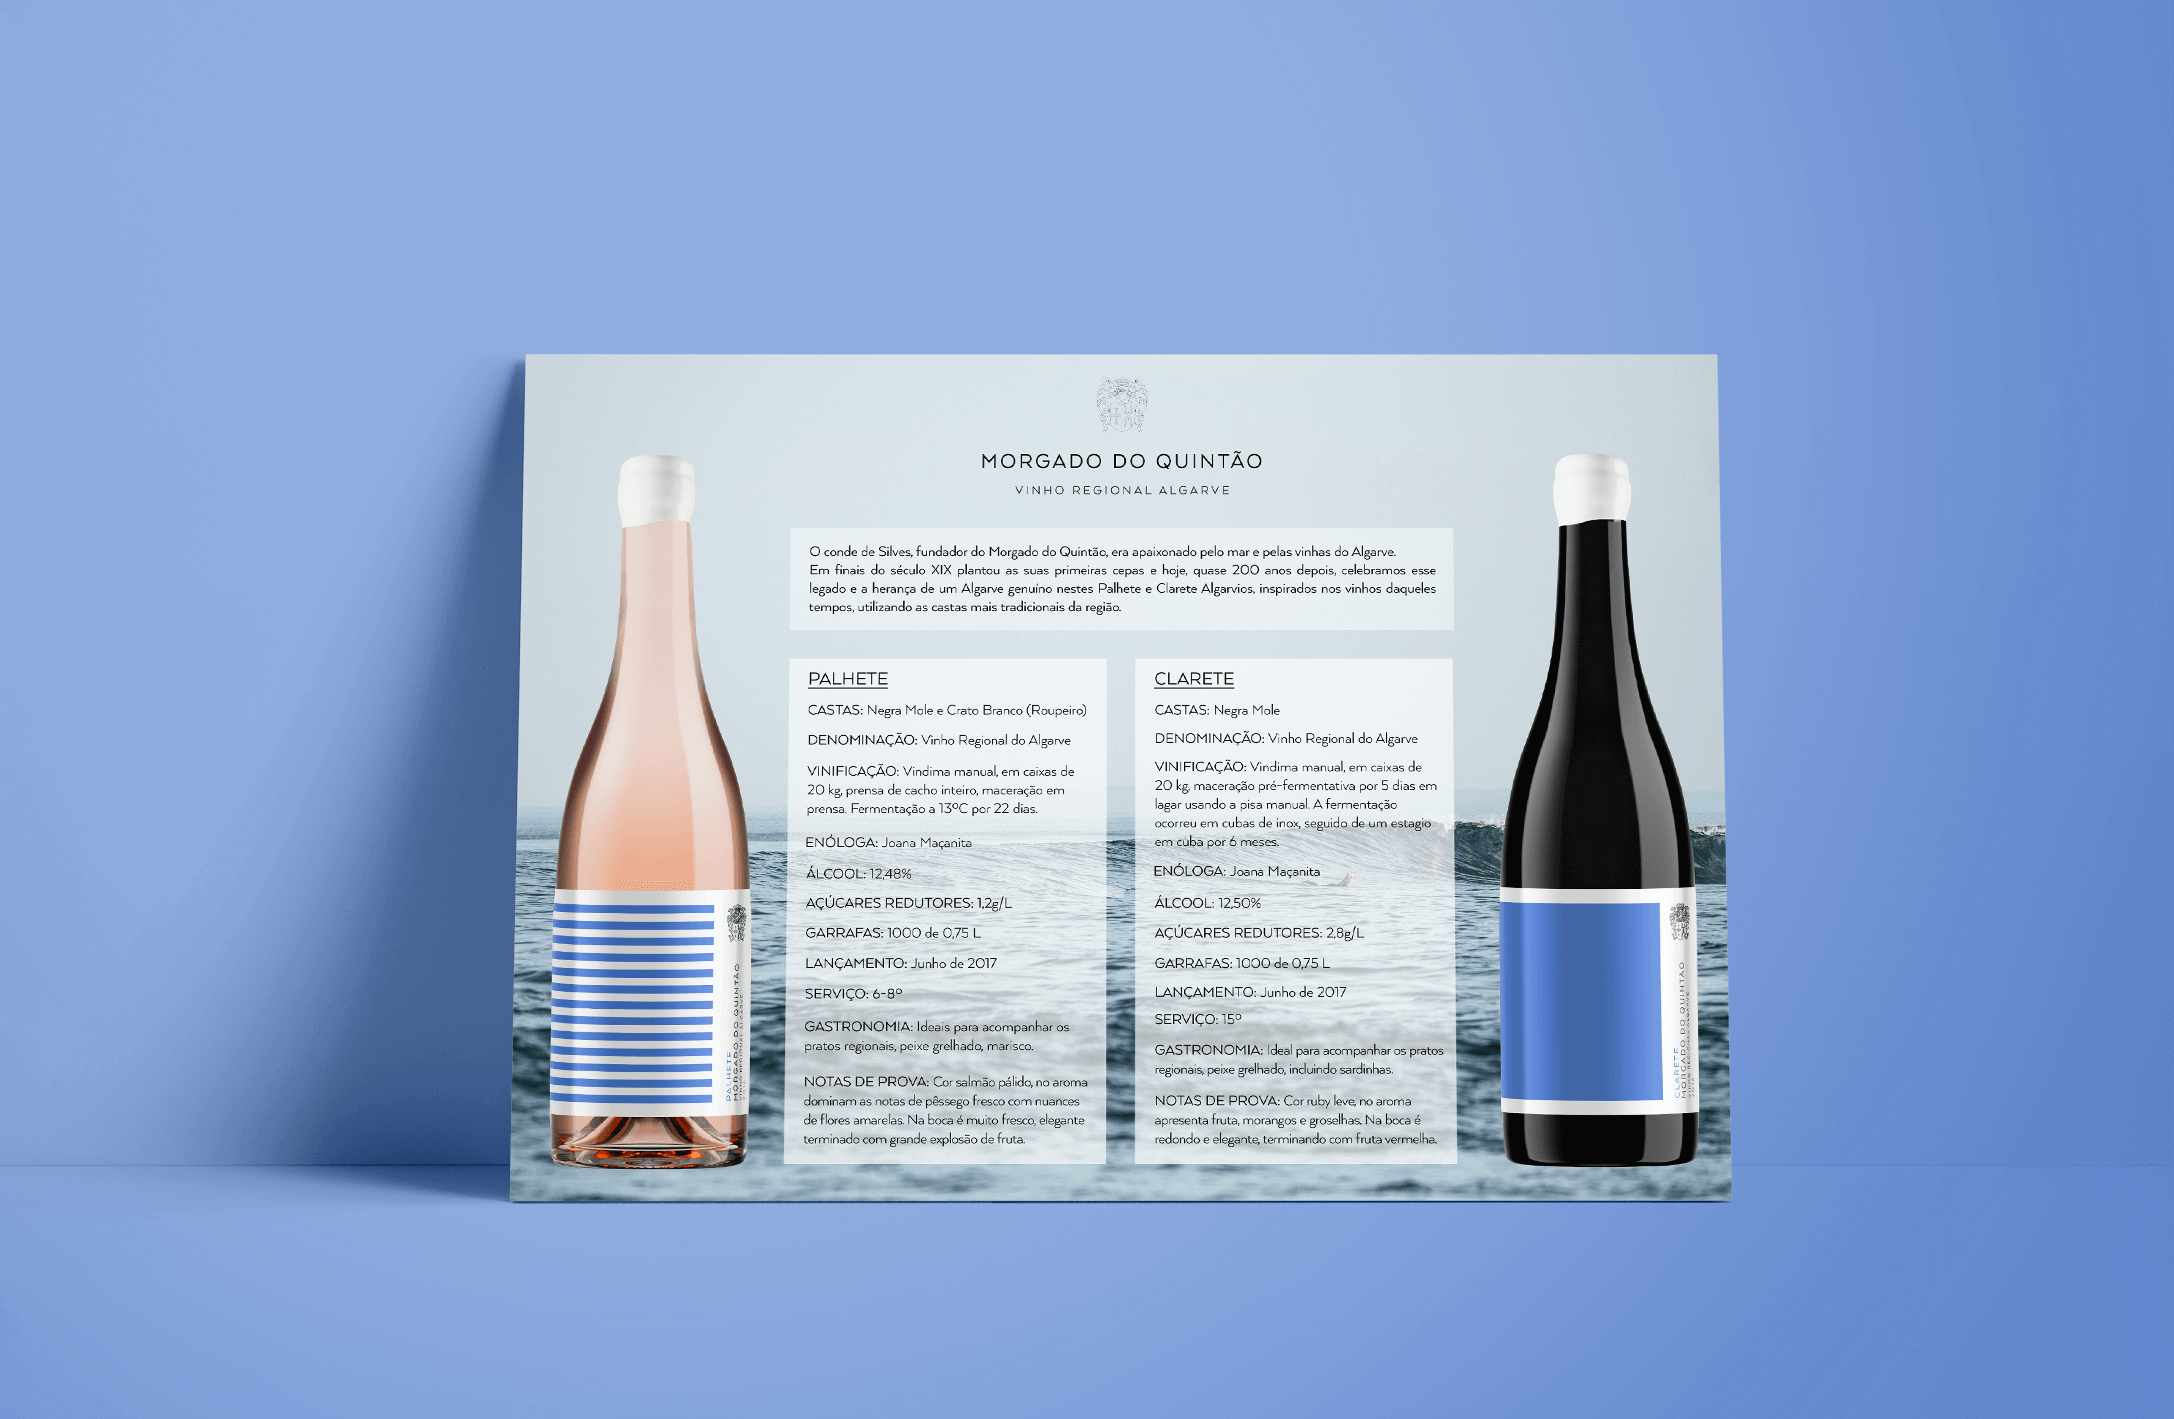 MORGADO DO QUINTÃO
VINHO REGIONAL ALGARVE
O conde de Silves, fundador do Morgado do Quintão, era apaixonado pelo mar e pelas vinhas do Algarve.
Em finais do século XIX plantou as suas primeiras cepas e hoje, quase 200 anos depois, celebramos esse
legado e a herança de um Algarve genuíno nestes Palhete e Clarete Algarvios, inspirados nos vinhos daqueles
tempos, utilizando as castas mais tradicionais da região.
PALHETE
CASTAS: Negra Mole e Crato Branco (Roupeiro)
DENOMINAÇÃO: Vinho Regional do Algarve
VINIFICAÇÃO: Vindima manual, em caixas de
20 kg, prensa de cacho inteiro, maceração em
prensa. Fermentação a 13ºC por 22 dias.
ENÓLOGA: Joana Maçanita
ÁLCOOL: 12,48%
AÇÚCARES REDUTORES: 1,2g/L
GARRAFAS: 1000 de 0,75 L
LANÇAMENTO: Junho de 2017
SERVIÇO: 6-8º
GASTRONOMIA: Ideais para acompanhar os
pratos regionais, peixe grelhado, marisco.
NOTAS DE PROVA: Cor salmão pálido, no aroma
dominam as notas de pêssego fresco com nuances
de flores amarelas. Na boca é muito fresco, elegante
terminado com grande explosão de fruta.
CLARETE
CASTAS: Negra Mole
DENOMINAÇÃO: Vinho Regional do Algarve
VINIFICAÇÃO: Vindima manual, em caixas de
20 kg, maceração pré-fermentativa por 5 dias em
lagar usando a pisa manual. A fermentação
ocorreu em cubas de inox, seguido de um estagio
em cuba por 6 meses.
ENÓLOGA: Joana Maçanita
ÁLCOOL: 12,50%
AÇÚCARES REDUTORES: 2,8g/L
GARRAFAS: 1000 de 0,75 L
LANÇAMENTO: Junho de 2017
SERVIÇO: 15º
GASTRONOMIA: Ideal para acompanhar os pratos
regionais, peixe grelhado, incluindo sardinhas.
NOTAS DE PROVA: Cor ruby leve, no aroma
apresenta fruta, morangos e groselhas. Na boca é
redondo e elegante, terminando com fruta vermelha.
PALHETE
MORGADO DO QUINTÃO
VINHO REGIONAL ALGARVE
CLARETE
MORGADO DO QUINTÃO
VINHO REGIONAL ALGARVE